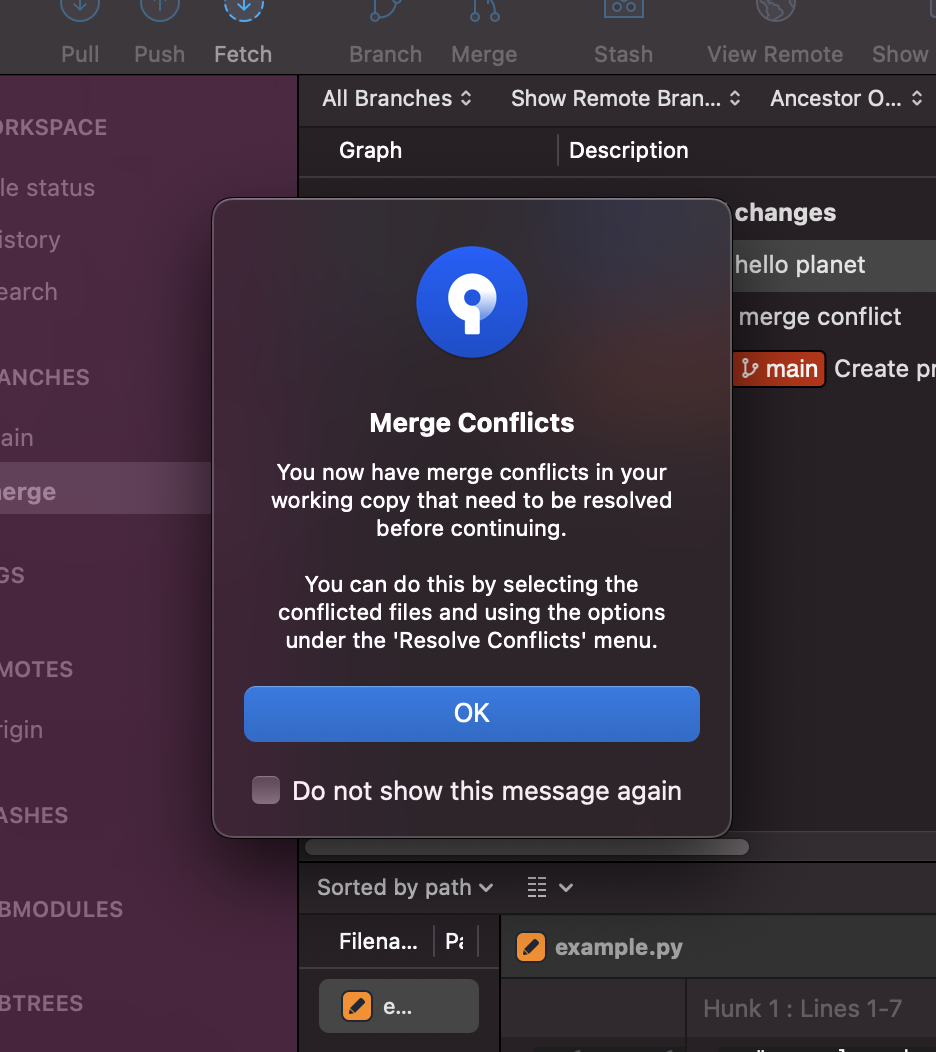 Pull Push Fetch Branch Merge Stash View Remote Show
All Branches Show Remote Bran... Ancestor O...
ORKSPACE
Graph Description
le status
changes
istory
hello planet
earch
merge conflict
ANCHES
main Create pr
ain
Merge Conflicts
erge
You now have merge conflicts in your
working copy that need to be resolved
before continuing.
GS
You can do this by selecting the
conflicted files and using the options
under the 'Resolve Conflicts' menu.
MOTES
igin
OK
Do not show this message again
ASHES
Sorted by path
BMODULES
Filena... Pa
example.py
BTREES
e...
Hunk 1 : Lines 1-7